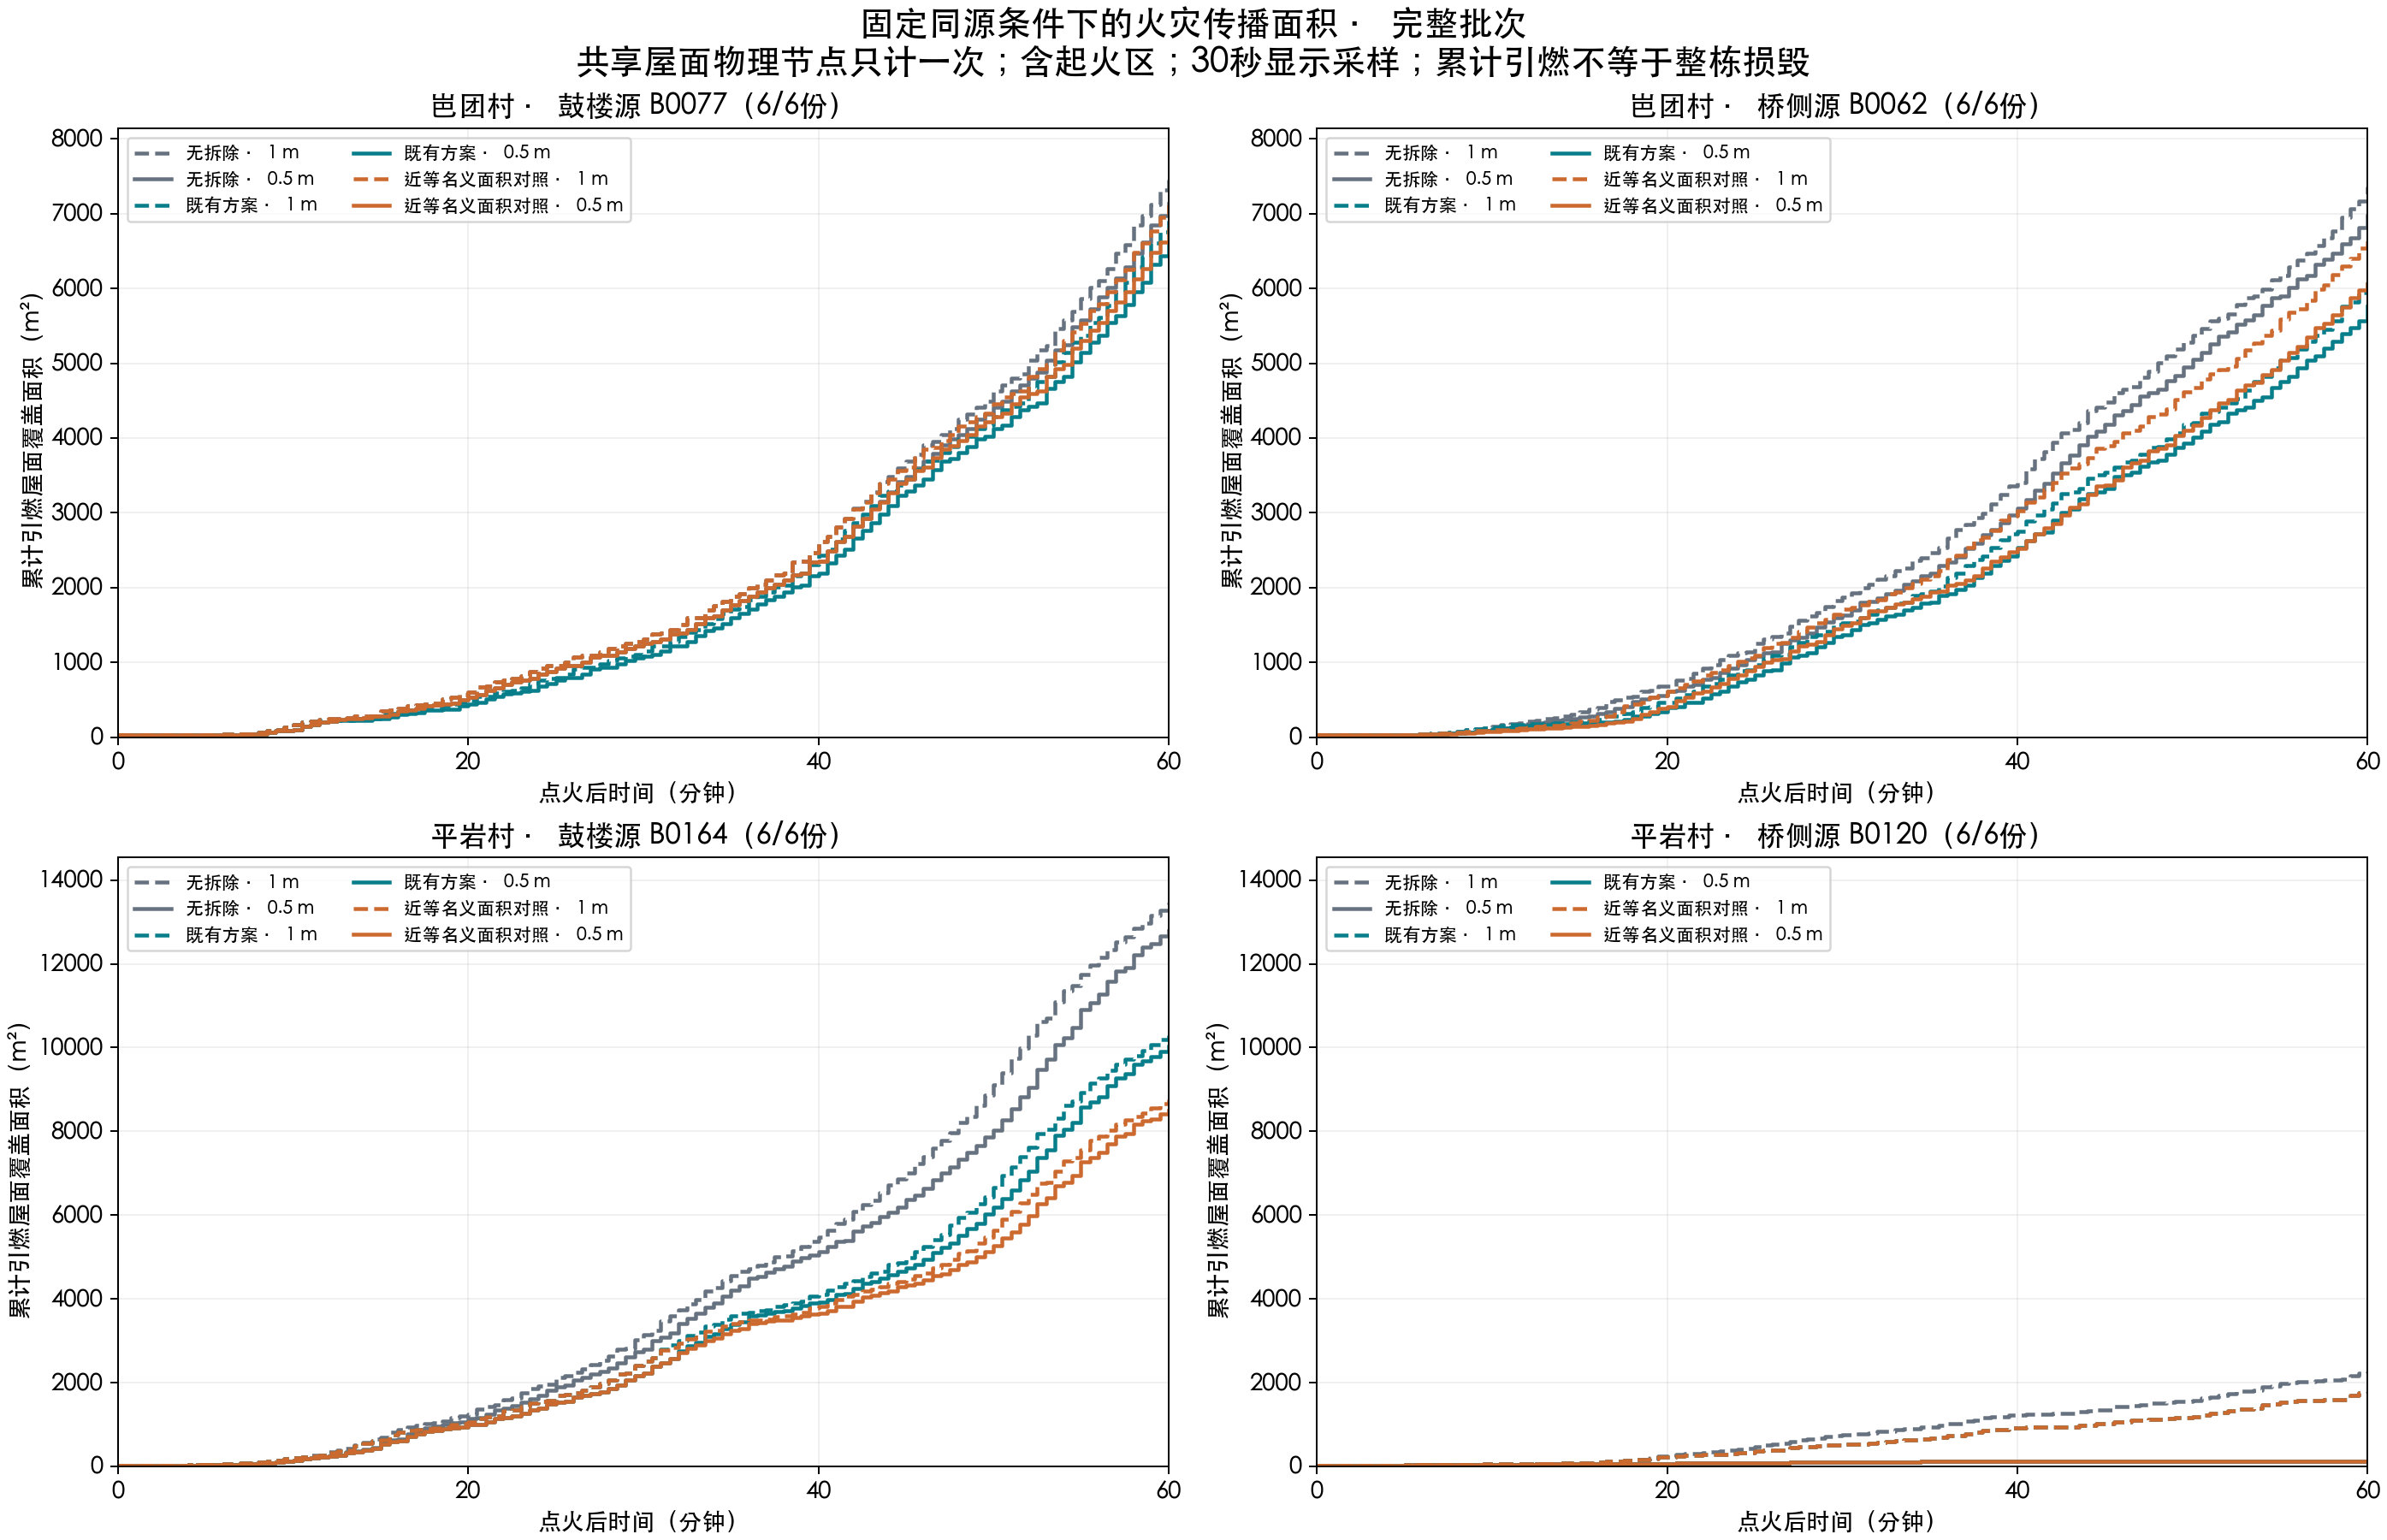 固定同源条件下的火灾传播面积 · 完整批次
共享屋面物理节点只计一次；含起火区；30秒显示采样；累计引燃不等于整栋损毁
岜团村 · 鼓楼源 B0077（6/6份）
8000
7000
6000
5000
4000
3000
2000
1000
0
累计引燃屋面覆盖面积（m²）
无拆除 · 1 m
无拆除 · 0.5 m
既有方案 · 1 m
既有方案 · 0.5 m
近等名义面积对照 · 1 m
近等名义面积对照 · 0.5 m
0 20 40 60
点火后时间（分钟）
岜团村 · 桥侧源 B0062（6/6份）
8000
7000
6000
5000
4000
3000
2000
1000
0
累计引燃屋面覆盖面积（m²）
无拆除 · 1 m
无拆除 · 0.5 m
既有方案 · 1 m
既有方案 · 0.5 m
近等名义面积对照 · 1 m
近等名义面积对照 · 0.5 m
0 20 40 60
点火后时间（分钟）
平岩村 · 鼓楼源 B0164（6/6份）
14000
12000
10000
8000
6000
4000
2000
0
累计引燃屋面覆盖面积（m²）
无拆除 · 1 m
无拆除 · 0.5 m
既有方案 · 1 m
既有方案 · 0.5 m
近等名义面积对照 · 1 m
近等名义面积对照 · 0.5 m
0 20 40 60
点火后时间（分钟）
平岩村 · 桥侧源 B0120（6/6份）
14000
12000
10000
8000
6000
4000
2000
0
累计引燃屋面覆盖面积（m²）
无拆除 · 1 m
无拆除 · 0.5 m
既有方案 · 1 m
既有方案 · 0.5 m
近等名义面积对照 · 1 m
近等名义面积对照 · 0.5 m
0 20 40 60
点火后时间（分钟）